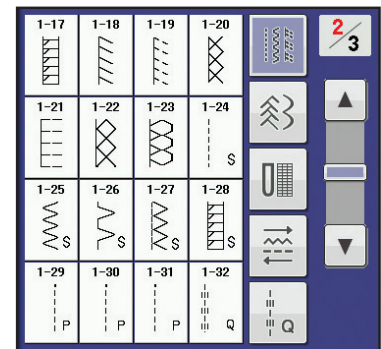 1-17 1-18 1-19 1-20
2/3
1-21 1-22 1-23 1-24
S
1-25 1-26 1-27 1-28
S S S S
1-29 1-30 1-31 1-32
P P P Q
Q